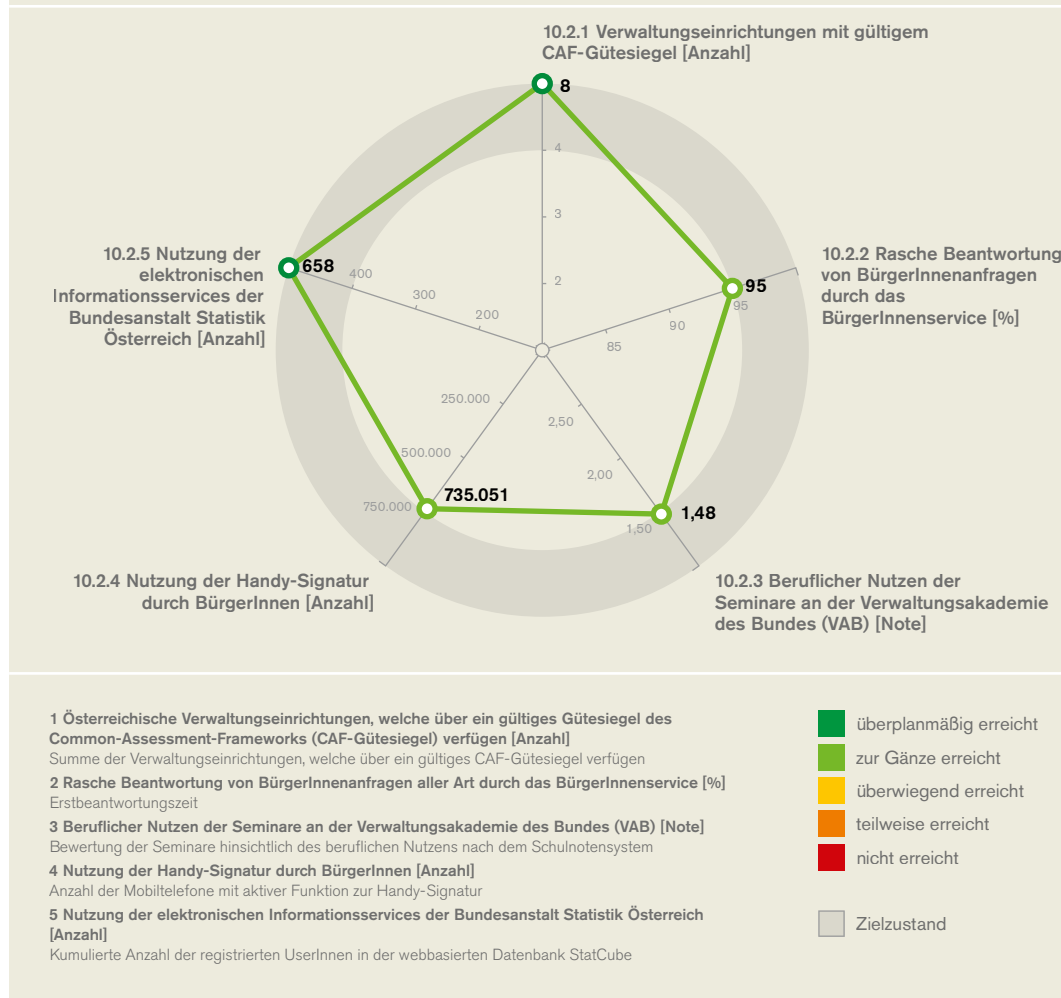 10.2.1 Verwaltungseinrichtungen mit gültigem
CAF-Gütesiegel [Anzahl]
8
4
3
2
10.2.2 Rasche Beantwortung
von BürgerInnenanfragen
durch das
BürgerInnenservice [%]
95
95
90
85
10.2.5 Nutzung der
elektronischen
Informationsservices der
Bundesanstalt Statistik
Österreich [Anzahl]
658
400
300
200
250.000
500.000
750.000
735.051
2,50
2,00
1,50
1,48
10.2.4 Nutzung der Handy-Signatur
durch BürgerInnen [Anzahl]
10.2.3 Beruflicher Nutzen der
Seminare an der Verwaltungsakademie
des Bundes (VAB) [Note]
1 Österreichische Verwaltungseinrichtungen, welche über ein gültiges Gütesiegel des
Common-Assessment-Frameworks (CAF-Gütesiegel) verfügen [Anzahl]
Summe der Verwaltungseinrichtungen, welche über ein gültiges CAF-Gütesiegel verfügen
2 Rasche Beantwortung von BürgerInnenanfragen aller Art durch das BürgerInnenservice [%]
Erstbeantwortungszeit
3 Beruflicher Nutzen der Seminare an der Verwaltungsakademie des Bundes (VAB) [Note]
Bewertung der Seminare hinsichtlich des beruflichen Nutzens nach dem Schulnotensystem
4 Nutzung der Handy-Signatur durch BürgerInnen [Anzahl]
Anzahl der Mobiltelefone mit aktiver Funktion zur Handy-Signatur
5 Nutzung der elektronischen Informationsservices der Bundesanstalt Statistik Österreich
[Anzahl]
Kumulierte Anzahl der registrierten UserInnen in der webbasierten Datenbank StatCube
überplanmäßig erreicht
zur Gänze erreicht
überwiegend erreicht
teilweise erreicht
nicht erreicht
Zielzustand